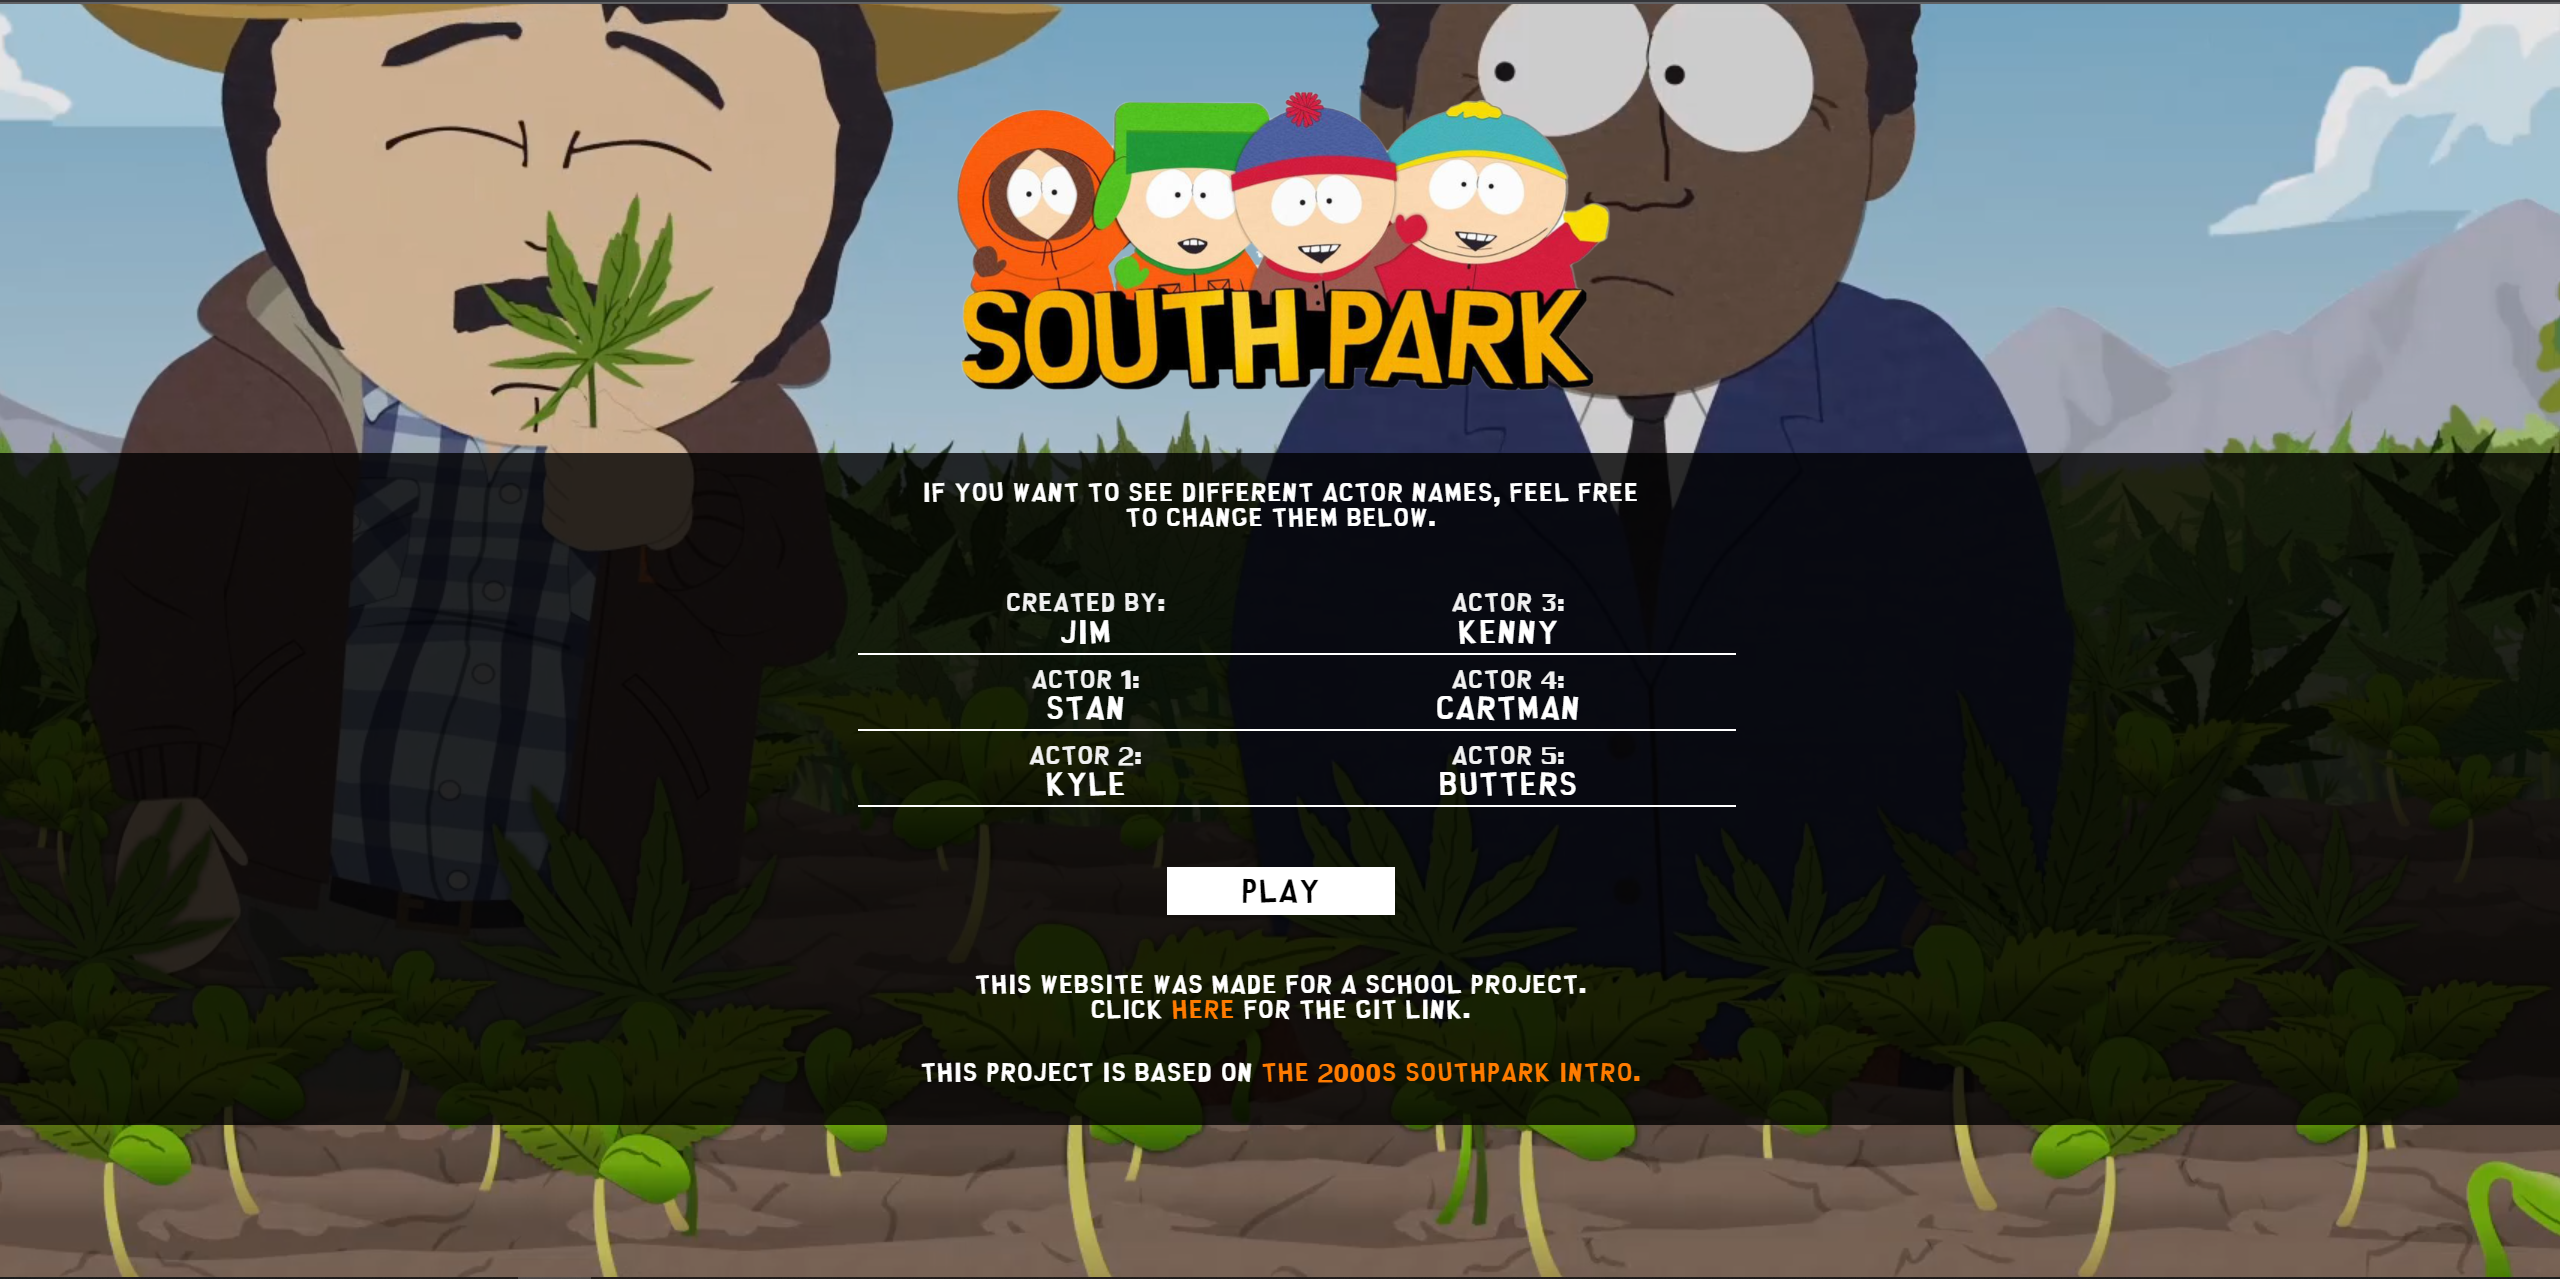 SOUTH PARK
IF YOU WANT TO SEE DIFFERENT ACTOR NAMES, FEEL FREE
TO CHANGE THEM BELOW.
CREATED BY:
JIM
ACTOR 3:
KENNY
ACTOR 1:
STAN
ACTOR 4:
CARTMAN
ACTOR 2:
KYLE
ACTOR 5:
BUTTERS
PLAY
THIS WEBSITE WAS MADE FOR A SCHOOL PROJECT.
CLICK HERE FOR THE GIT LINK.
THIS PROJECT IS BASED ON THE 2000S SOUTHPARK INTRO.